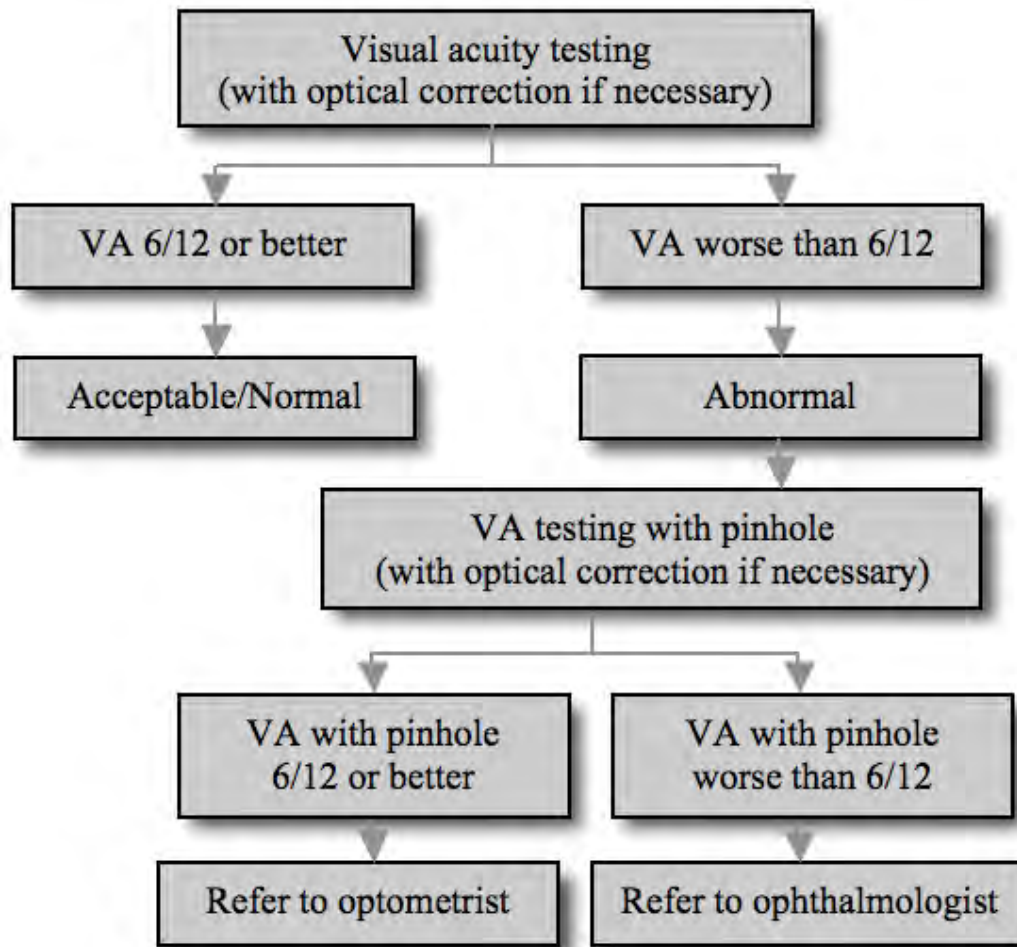 Visual acuity testing
(with optical correction if necessary)
VA 6/12 or better
VA worse than 6/12
Acceptable/Normal
Abnormal
VA testing with pinhole
(with optical correction if necessary)
VA with pinhole
6/12 or better
VA with pinhole
worse than 6/12
Refer to optometrist
Refer to ophthalmologist